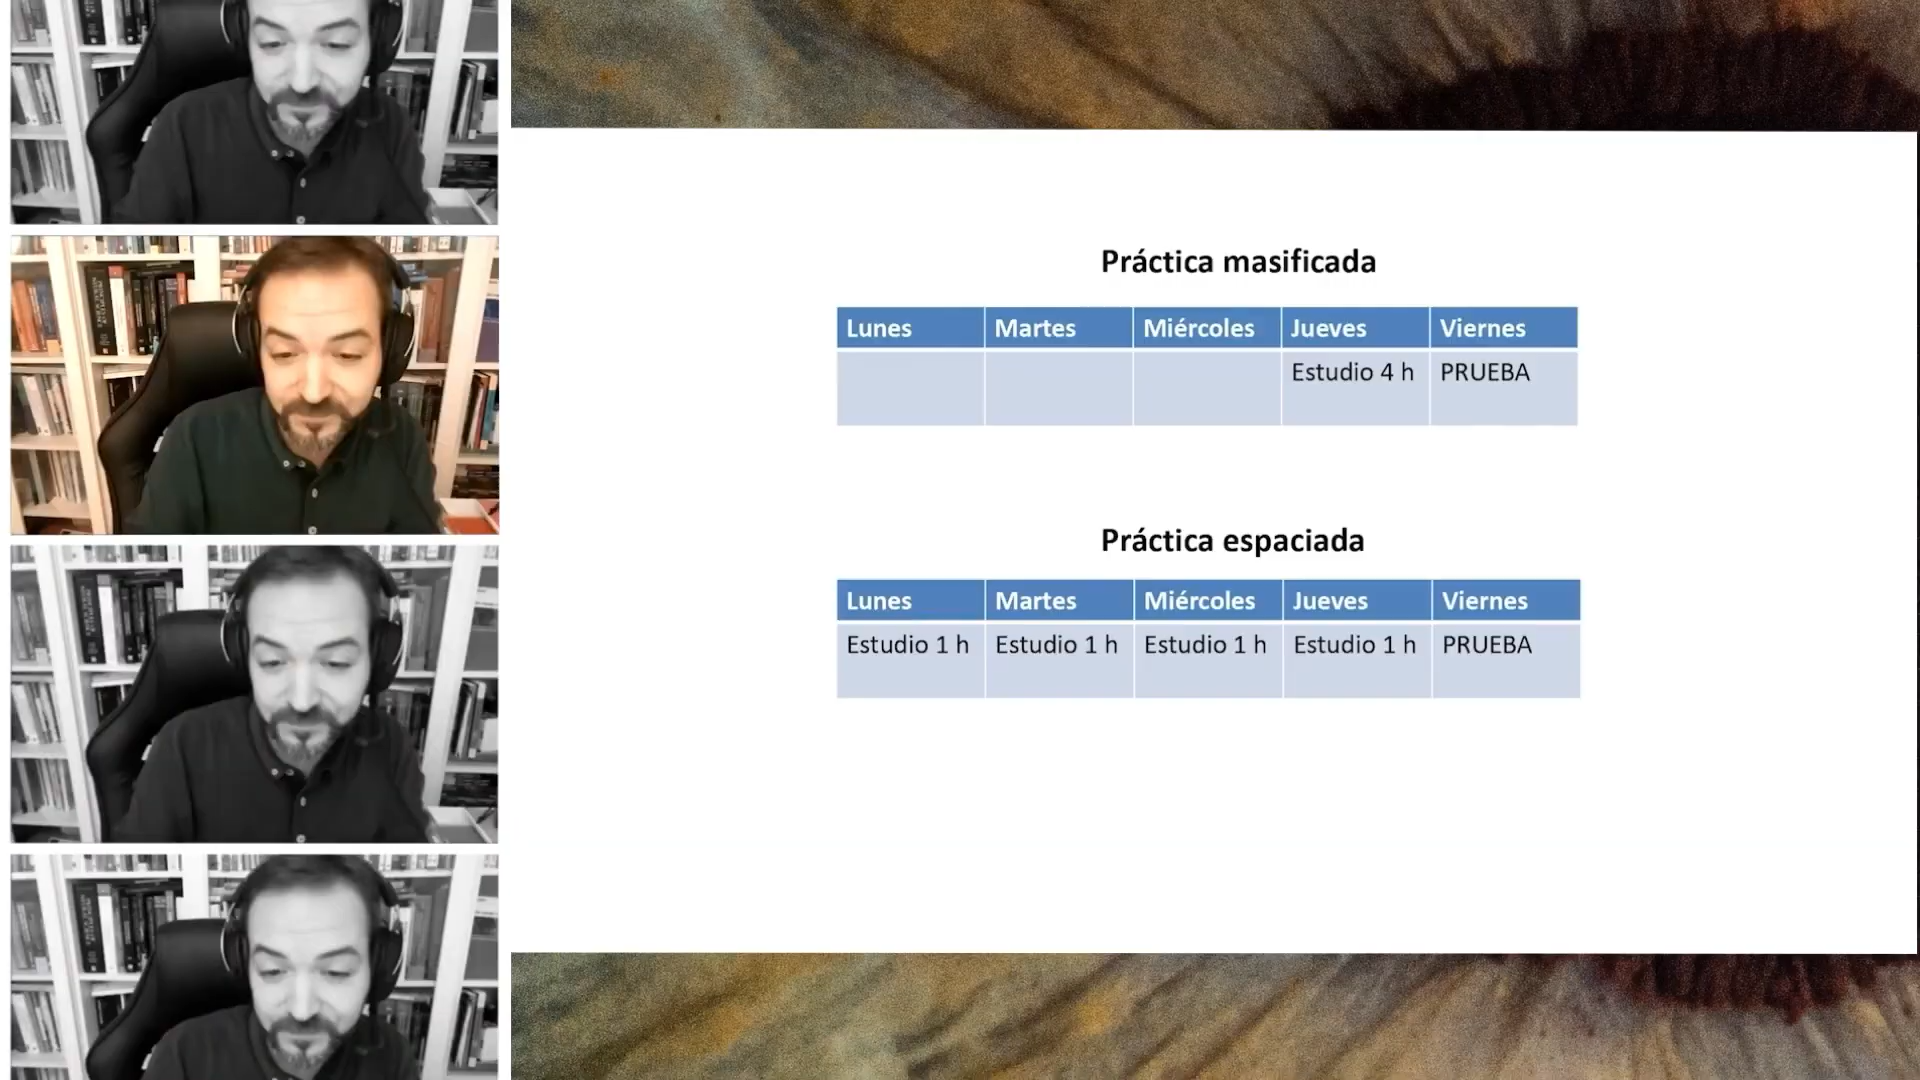 Práctica masificada
Lunes Martes Miércoles Jueves Viernes
Estudio 4 h PRUEBA
Práctica espaciada
Lunes Martes Miércoles Jueves Viernes
Estudio 1 h Estudio 1 h Estudio 1 h Estudio 1 h PRUEBA